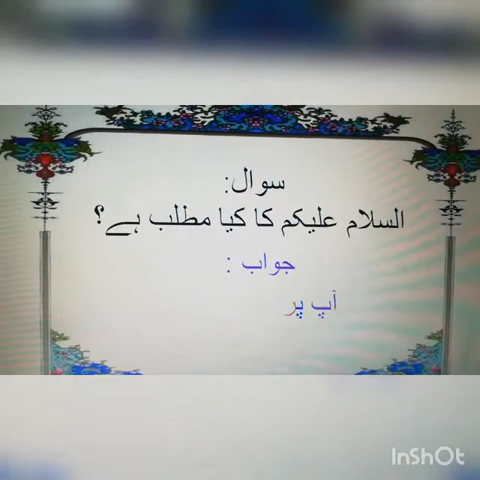 سوال:
السلام علیکم کا کیا مطلب ہے؟
جواب :
آپ پر
InShOt